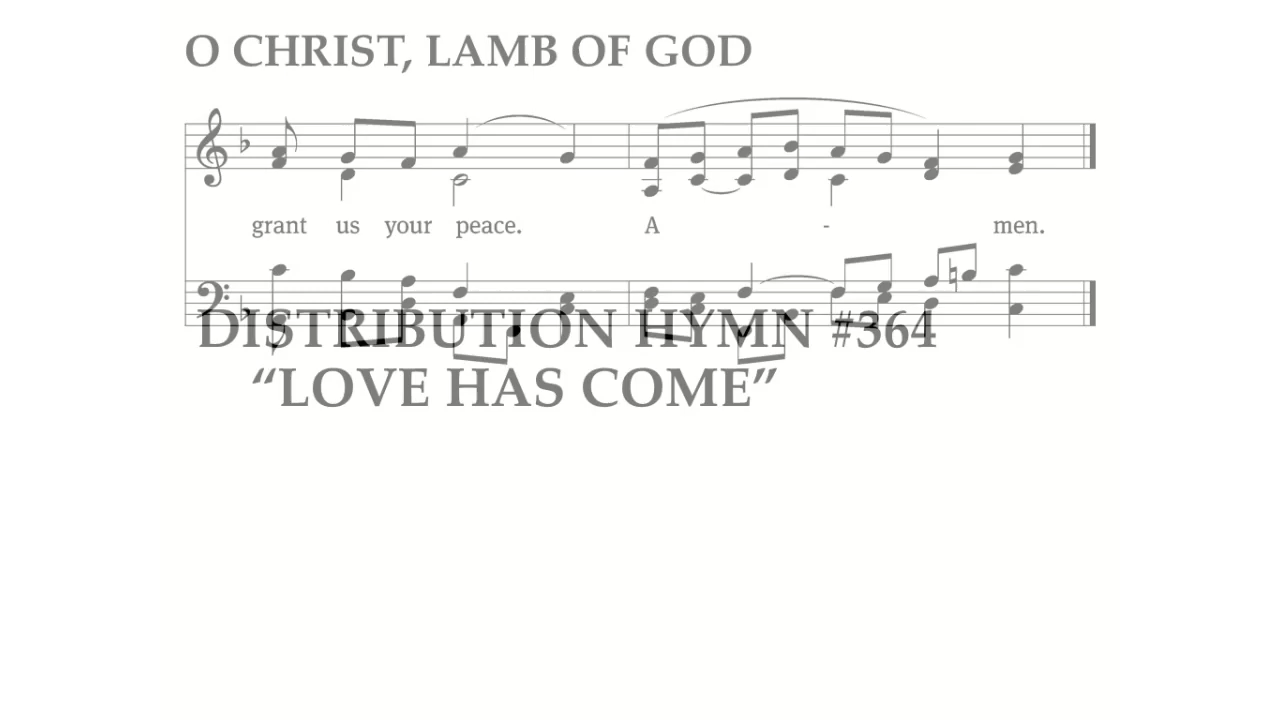 O CHRIST, LAMB OF GOD
grant us your peace. A - men.
DISTRIBUTION HYMN #364
“LOVE HAS COME”